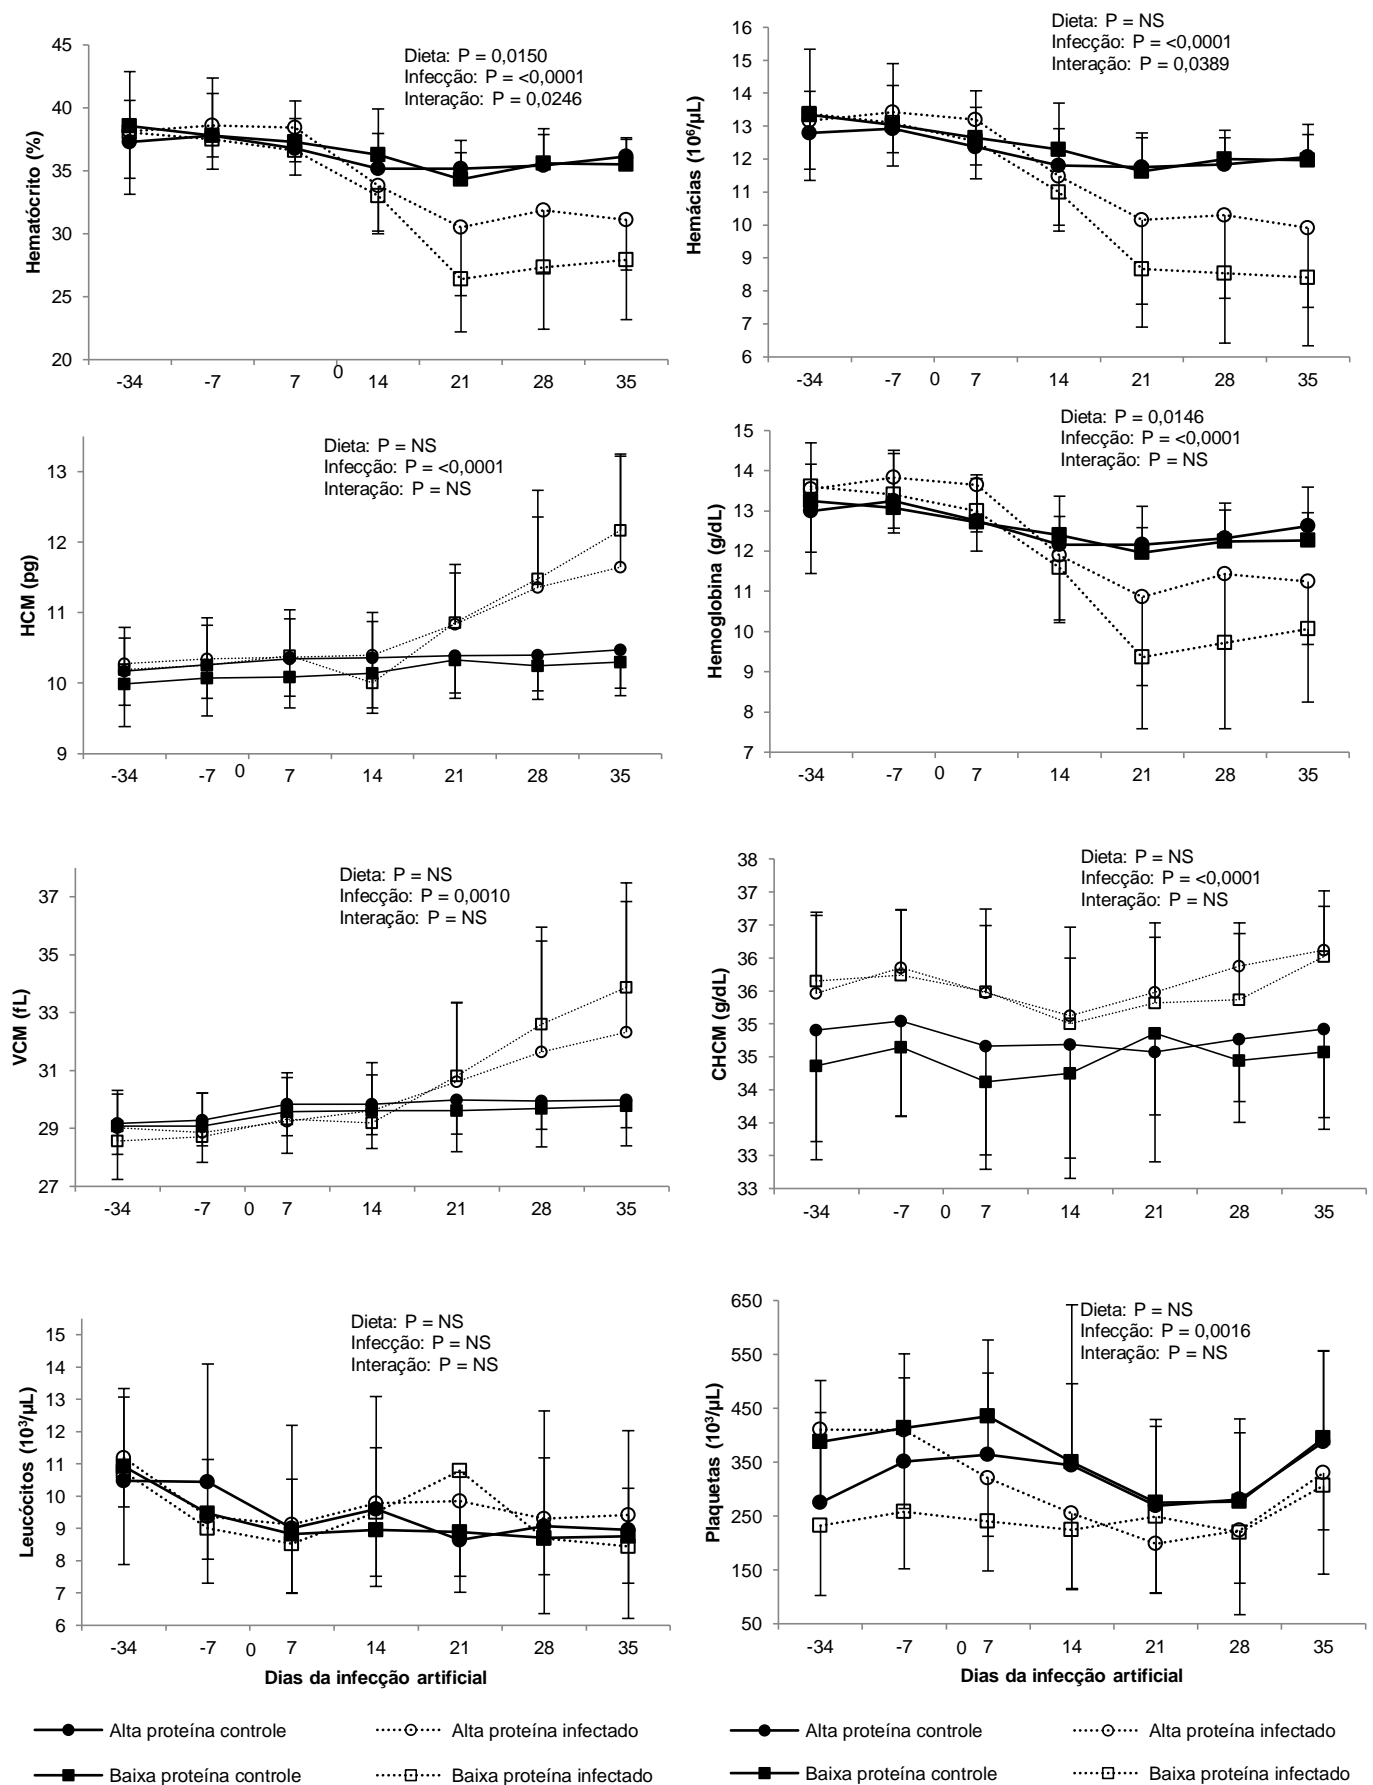 Dieta: P = 0,0150
Infecção: P = <0,0001
Interação: P = 0,0246
Hematócrito (%)
45
40
35
30
25
20
-34 -7 7 0 14 21 28 35
Dieta: P = NS
Infecção: P = <0,0001
Interação: P = 0,0389
Hemácias (10⁶/µL)
16
15
14
13
12
11
10
9
8
7
6
-34 -7 0 7 14 21 28 35
Dieta: P = NS
Infecção: P = <0,0001
Interação: P = NS
HCM (pg)
13
12
11
10
9
-34 -7 0 7 14 21 28 35
Dieta: P = 0,0146
Infecção: P = <0,0001
Interação: P = NS
Hemoglobina (g/dL)
15
14
13
12
11
10
9
8
7
-34 -7 0 7 14 21 28 35
Dieta: P = NS
Infecção: P = 0,0010
Interação: P = NS
VCM (fL)
37
35
33
31
29
27
-34 -7 0 7 14 21 28 35
Dieta: P = NS
Infecção: P = <0,0001
Interação: P = NS
CHCM (g/dL)
38
37
37
36
36
35
35
34
34
33
33
-34 -7 0 7 14 21 28 35
Dieta: P = NS
Infecção: P = NS
Interação: P = NS
Leucócitos (10³/µL)
15
14
13
12
11
10
9
8
7
6
-34 -7 0 7 14 21 28 35
Dias da infecção artificial
Dieta: P = NS
Infecção: P = 0,0016
Interação: P = NS
Plaquetas (10³/µL)
650
550
450
350
250
150
50
-34 -7 0 7 14 21 28 35
Dias da infecção artificial
Alta proteína controle Alta proteína infectado
Baixa proteína controle Baixa proteína infectado
Alta proteína controle Alta proteína infectado
Baixa proteína controle Baixa proteína infectado